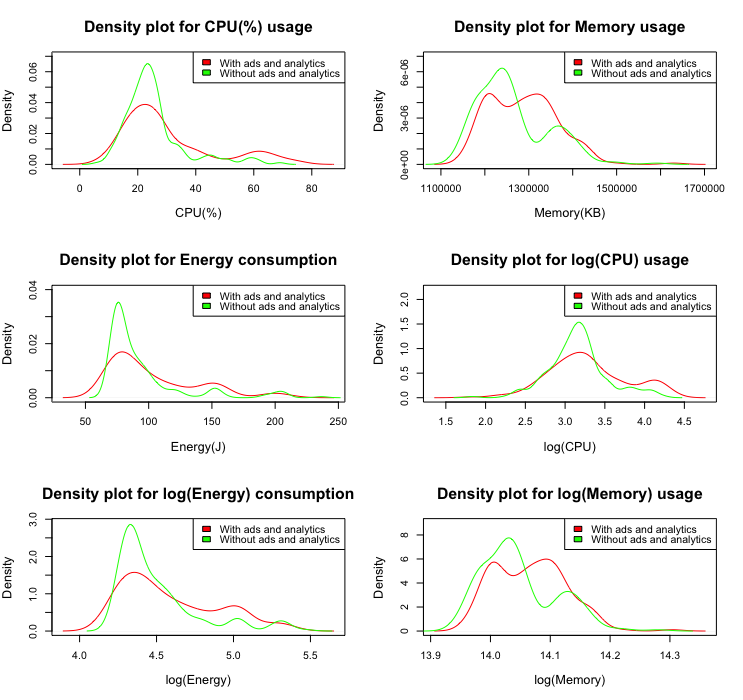 Density plot for CPU(%) usage
With ads and analytics
Without ads and analytics
Density
0.00 0.02 0.04 0.06
0 20 40 60 80
CPU(%)
Density plot for Memory usage
With ads and analytics
Without ads and analytics
Density
0e+00 3e-06 6e-06
1100000 1300000 1500000 1700000
Memory(KB)
Density plot for Energy consumption
With ads and analytics
Without ads and analytics
Density
0.00 0.02 0.04
50 100 150 200 250
Energy(J)
Density plot for log(CPU) usage
With ads and analytics
Without ads and analytics
Density
0.0 0.5 1.0 1.5 2.0
1.5 2.0 2.5 3.0 3.5 4.0 4.5
log(CPU)
Density plot for log(Energy) consumption
With ads and analytics
Without ads and analytics
Density
0.0 1.0 2.0 3.0
4.0 4.5 5.0 5.5
log(Energy)
Density plot for log(Memory) usage
With ads and analytics
Without ads and analytics
Density
0 2 4 6 8
13.9 14.0 14.1 14.2 14.3
log(Memory)